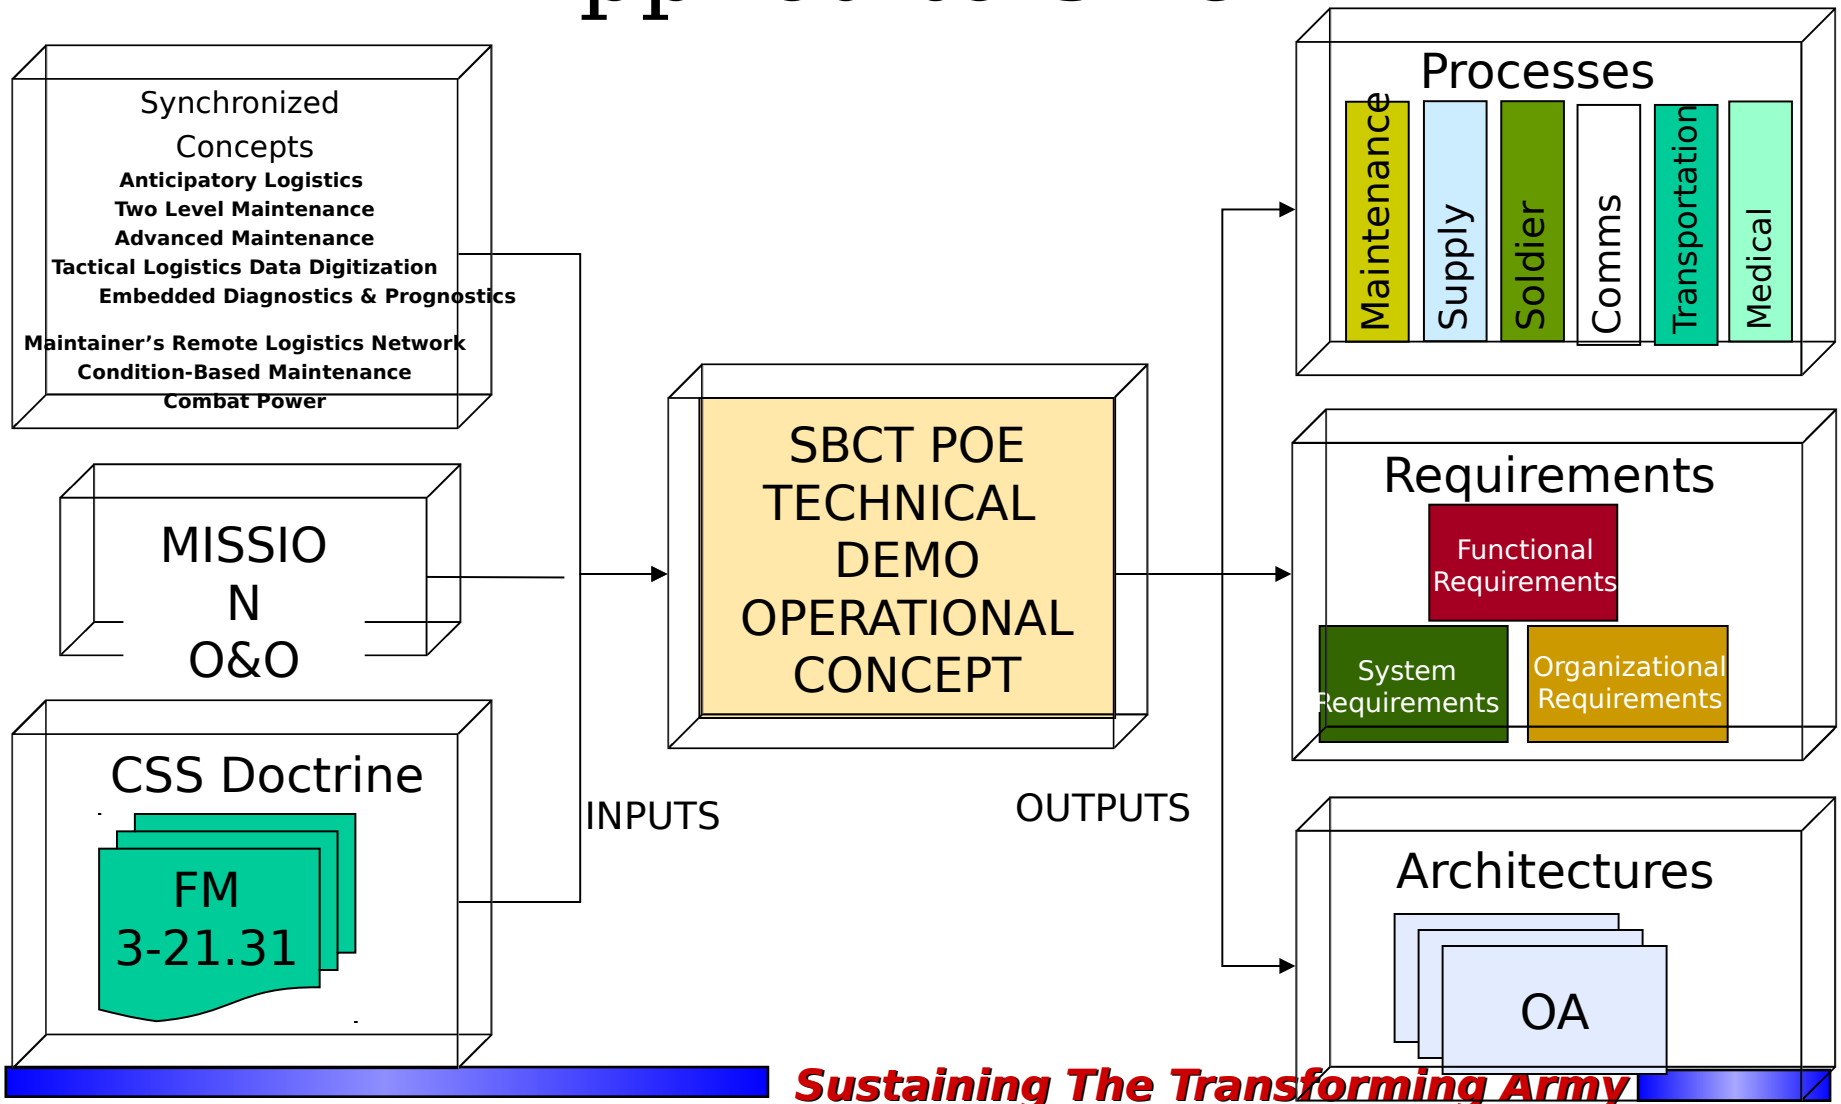 Synchronized
Concepts
Anticipatory Logistics
Two Level Maintenance
Advanced Maintenance
Tactical Logistics Data Digitization
Embedded Diagnostics & Prognostics
Maintainer’s Remote Logistics Network
Condition-Based Maintenance
Combat Power
MISSIO
N
O&O
CSS Doctrine
FM
3-21.31
INPUTS
SBCT POE
TECHNICAL
DEMO
OPERATIONAL
CONCEPT
OUTPUTS
Processes
Maintenance
Supply
Soldier
Comms
Transportation
Medical
Requirements
Functional
Requirements
System
Requirements
Organizational
Requirements
Architectures
OA
Sustaining The Transforming Army